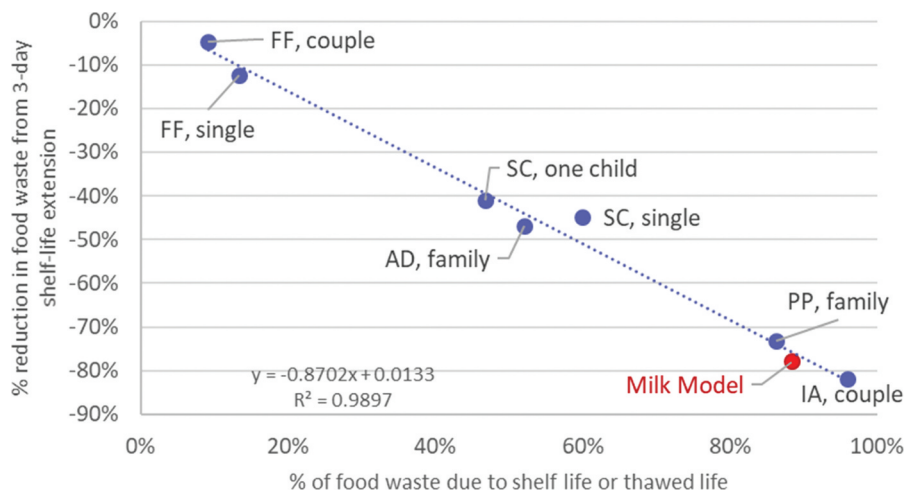 % reduction in food waste from 3-day
shelf-life extension
0%
-10%
-20%
-30%
-40%
-50%
-60%
-70%
-80%
-90%
FF, couple
FF, single
SC, one child
SC, single
AD, family
PP, family
Milk Model
IA, couple
y = -0.8702x + 0.0133
R² = 0.9897
0% 20% 40% 60% 80% 100%
% of food waste due to shelf life or thawed life